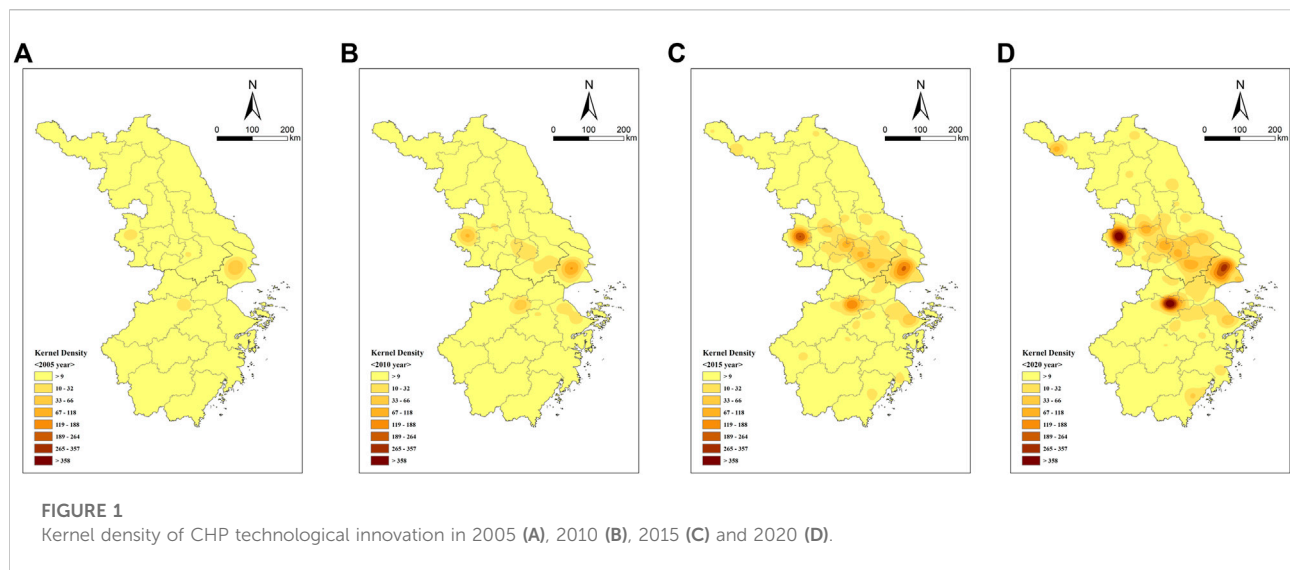 A
N
0 100 200
km
Kernel Density
<2005 year>
> 9
10 - 32
33 - 66
67 - 118
119 - 188
189 - 264
265 - 357
> 358
B
N
0 100 200
km
Kernel Density
<2010 year>
> 9
10 - 32
33 - 66
67 - 118
119 - 188
189 - 264
265 - 357
> 358
C
N
0 100 200
km
Kernel Density
<2015 year>
> 9
10 - 32
33 - 66
67 - 118
119 - 188
189 - 264
265 - 357
> 358
D
N
0 100 200
km
Kernel Density
<2020 year>
> 9
10 - 32
33 - 66
67 - 118
119 - 188
189 - 264
265 - 357
> 358
FIGURE 1
Kernel density of CHP technological innovation in 2005 (A), 2010 (B), 2015 (C) and 2020 (D).